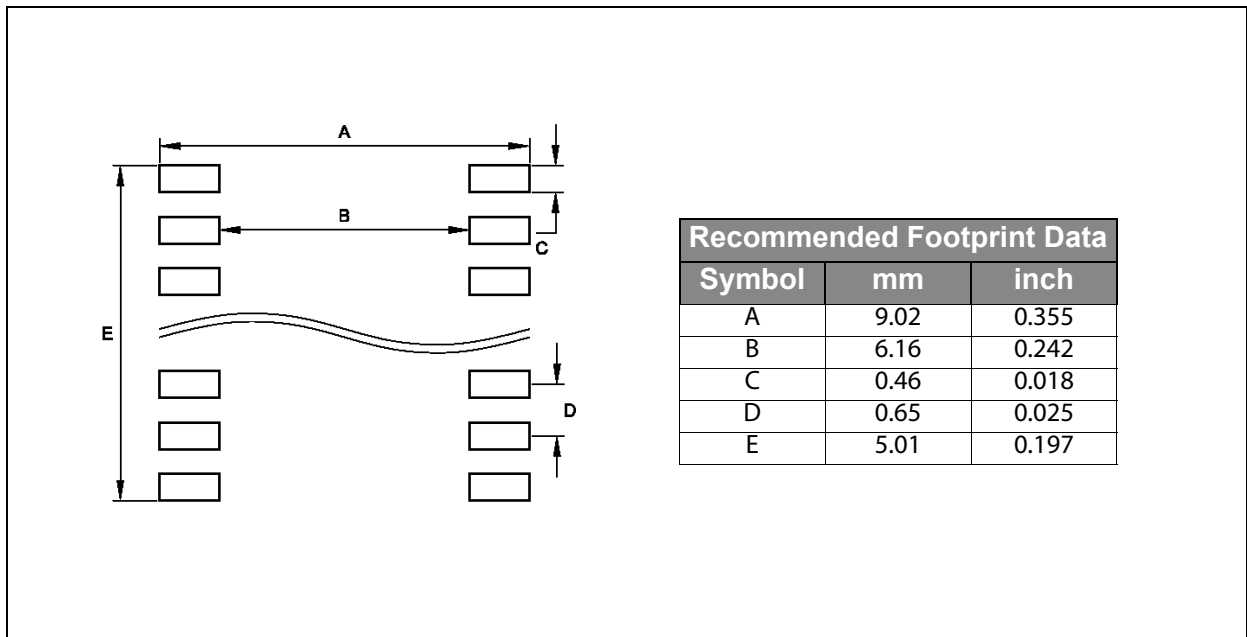 A
B
C
E
D
Recommended Footprint Data
Symbol mm inch
A 9.02 0.355
B 6.16 0.242
C 0.46 0.018
D 0.65 0.025
E 5.01 0.197